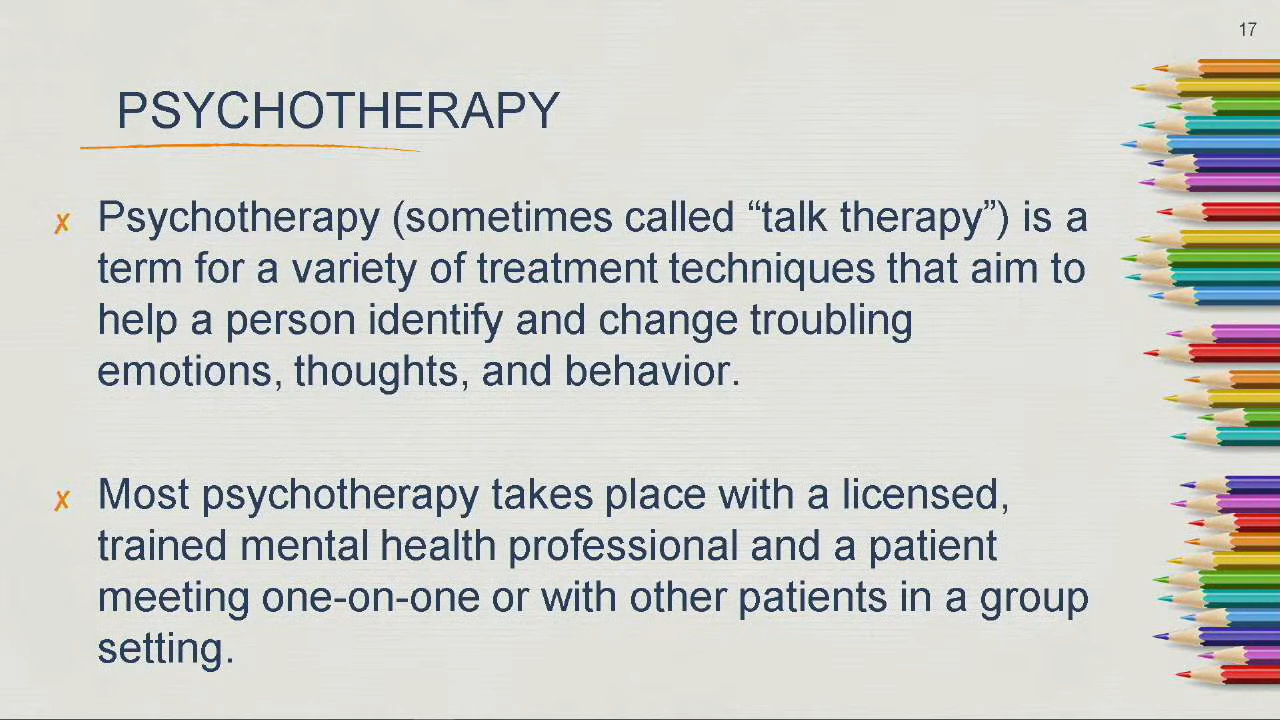 17
PSYCHOTHERAPY
✗ Psychotherapy (sometimes called “talk therapy”) is a
term for a variety of treatment techniques that aim to
help a person identify and change troubling
emotions, thoughts, and behavior.
✗ Most psychotherapy takes place with a licensed,
trained mental health professional and a patient
meeting one-on-one or with other patients in a group
setting.